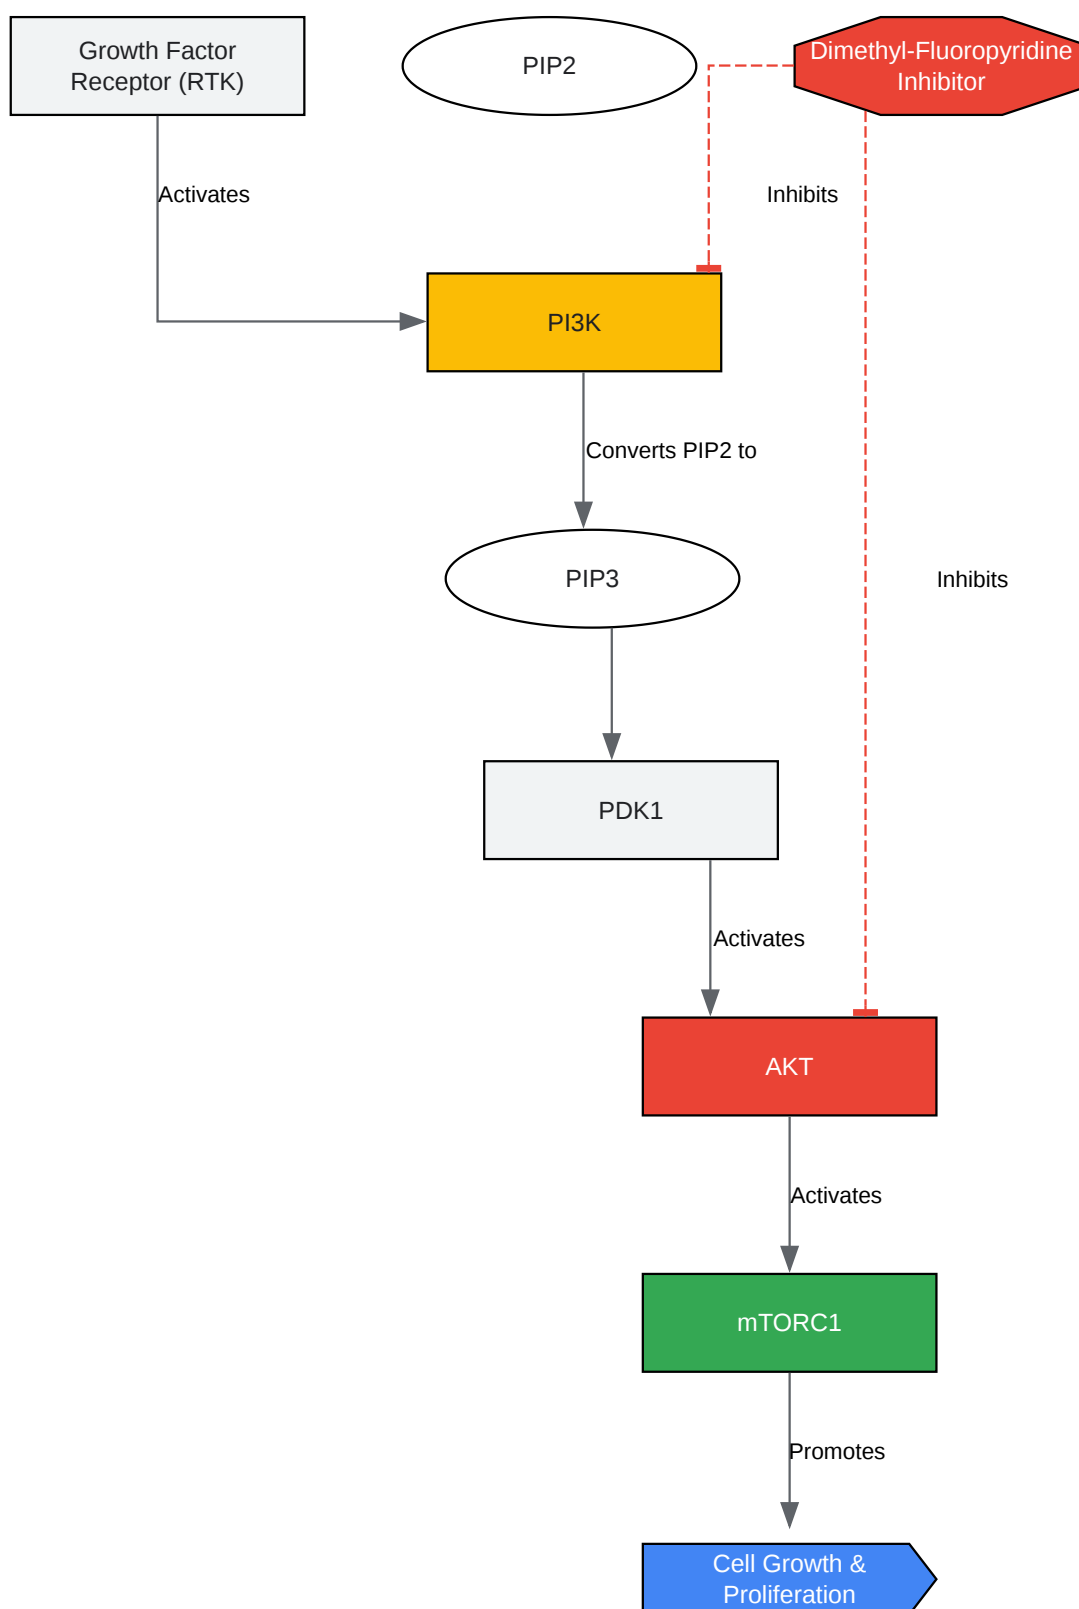 Growth Factor
Receptor (RTK)
PIP2
Dimethyl-Fluoropyridine
Inhibitor
Activates
Inhibits
PI3K
Converts PIP2 to
PIP3
Inhibits
PDK1
Activates
AKT
Activates
mTORC1
Promotes
Cell Growth &
Proliferation